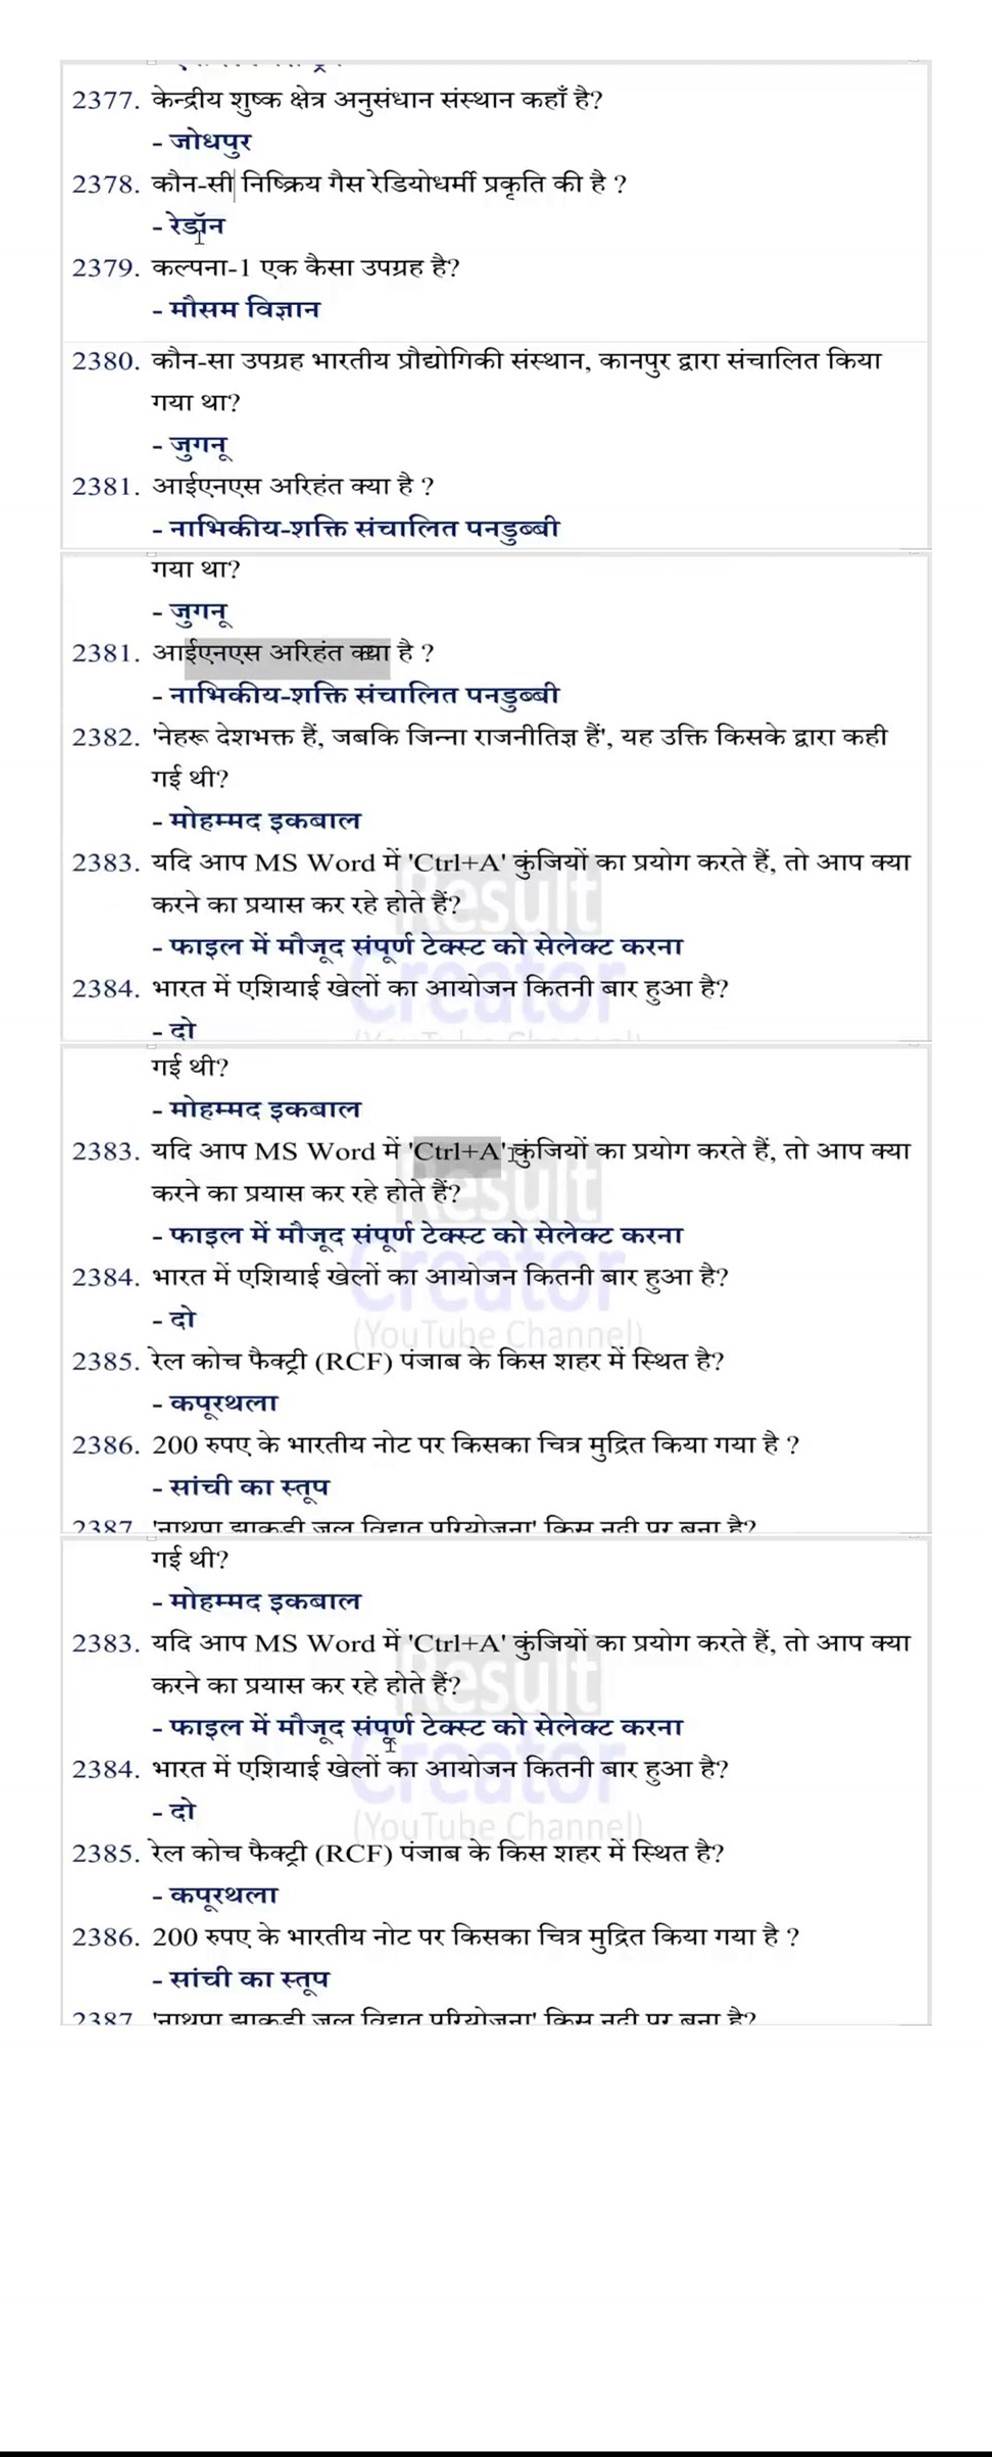 2377. केन्द्रीय शुष्क क्षेत्र अनुसंधान संस्थान कहाँ है?
- जोधपुर
2378. कौन-सी निष्क्रिय गैस रेडियोधर्मी प्रकृति की है ?
- रेडॉन
2379. कल्पना-1 एक कैसा उपग्रह है?
- मौसम विज्ञान
2380. कौन-सा उपग्रह भारतीय प्रौद्योगिकी संस्थान, कानपुर द्वारा संचालित किया
गया था?
- जुगनू
2381. आईएनएस अरिहंत क्या है ?
- नाभिकीय-शक्ति संचालित पनडुब्बी
गया था?
- जुगनू
2381. आईएनएस अरिहंत क्या है ?
- नाभिकीय-शक्ति संचालित पनडुब्बी
2382. 'नेहरू देशभक्त हैं, जबकि जिन्ना राजनीतिज्ञ हैं', यह उक्ति किसके द्वारा कही
गई थी?
- मोहम्मद इकबाल
2383. यदि आप MS Word में 'Ctrl+A' कुंजियों का प्रयोग करते हैं, तो आप क्या
Result
करने का प्रयास कर रहे होते हैं?
- फाइल में मौजूद संपूर्ण टेक्स्ट को सेलेक्ट करना
Creator
2384. भारत में एशियाई खेलों का आयोजन कितनी बार हुआ है?
- दो
गई थी?
- मोहम्मद इकबाल
2383. यदि आप MS Word में 'Ctrl+A' कुंजियों का प्रयोग करते हैं, तो आप क्या
Result
करने का प्रयास कर रहे होते हैं?
- फाइल में मौजूद संपूर्ण टेक्स्ट को सेलेक्ट करना
Creator
2384. भारत में एशियाई खेलों का आयोजन कितनी बार हुआ है?
- दो
(YouTube Channel)
2385. रेल कोच फैक्ट्री (RCF) पंजाब के किस शहर में स्थित है?
- कपूरथला
2386. 200 रुपए के भारतीय नोट पर किसका चित्र मुद्रित किया गया है ?
- सांची का स्तूप
2387. 'नाथपा झाकडी जल विद्युत परियोजना' किस नदी पर बना है?
गई थी?
- मोहम्मद इकबाल
2383. यदि आप MS Word में 'Ctrl+A' कुंजियों का प्रयोग करते हैं, तो आप क्या
Result
करने का प्रयास कर रहे होते हैं?
- फाइल में मौजूद संपूर्ण टेक्स्ट को सेलेक्ट करना
Creator
2384. भारत में एशियाई खेलों का आयोजन कितनी बार हुआ है?
- दो
(YouTube Channel)
2385. रेल कोच फैक्ट्री (RCF) पंजाब के किस शहर में स्थित है?
- कपूरथला
2386. 200 रुपए के भारतीय नोट पर किसका चित्र मुद्रित किया गया है ?
- सांची का स्तूप
2387. 'नाथपा झाकडी जल विद्युत परियोजना' किस नदी पर बना है?